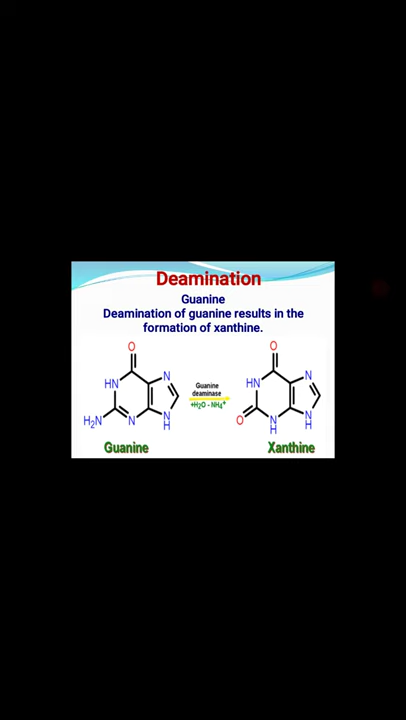 Deamination
Guanine
Deamination of guanine results in the
formation of xanthine.
O
HN
N
H₂N
N
N
H
Guanine
Guanine
deaminase
+H₂O - NH₄⁺
O
HN
N
O
N
H
N
H
Xanthine